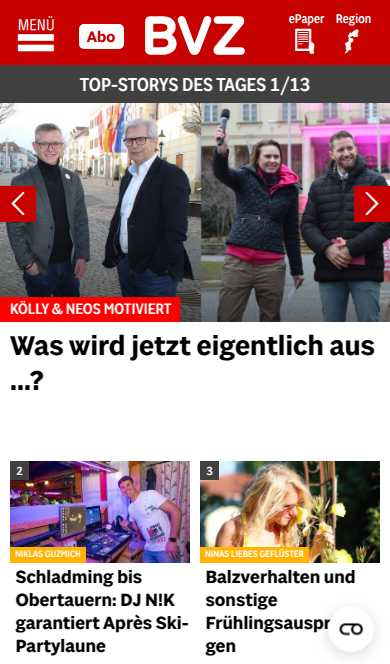 MENÜ
Abo
BVZ
ePaper
Region
TOP-STORYS DES TAGES 1/13
KÖLLY & NEOS MOTIVIERT
Was wird jetzt eigentlich aus
...?
2
NIKLAS GUZMICH
Schladming bis
Obertauern: DJ N!K
garantiert Après Ski-
Partylaune
3
NINAS LIEBES GEFLÜSTER
Balzverhalten und
sonstige
gen